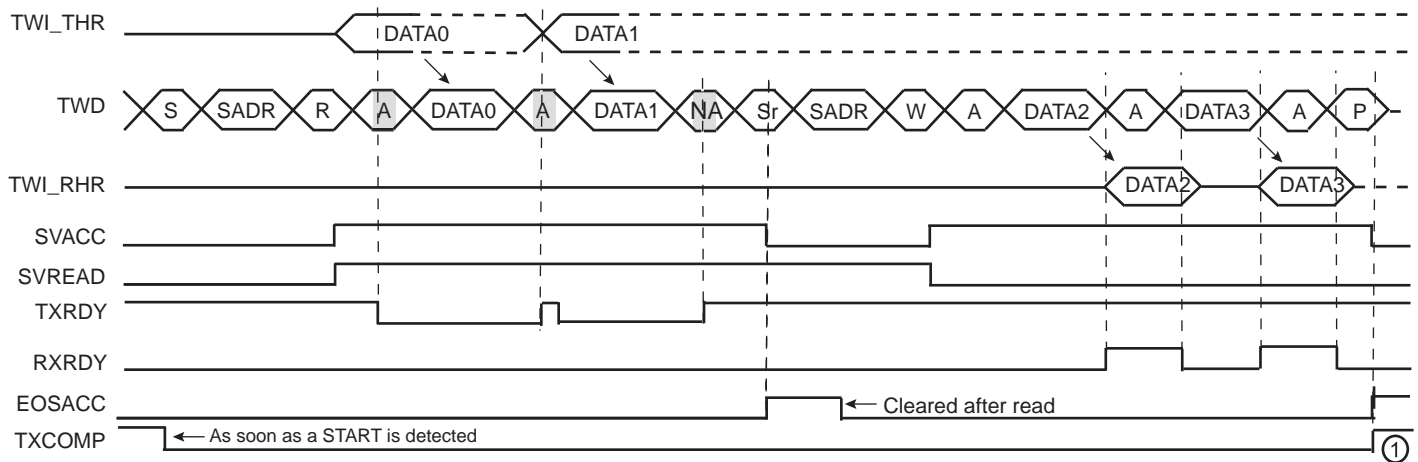 TWI_THR DATA0 DATA1
TWD S SADR R A DATA0 A DATA1 NA Sr SADR W A DATA2 A DATA3 A P
TWI_RHR DATA2 DATA3
SVACC
SVREAD
TXRDY
RXRDY
EOSACC Cleared after read
TXCOMP As soon as a START is detected 1